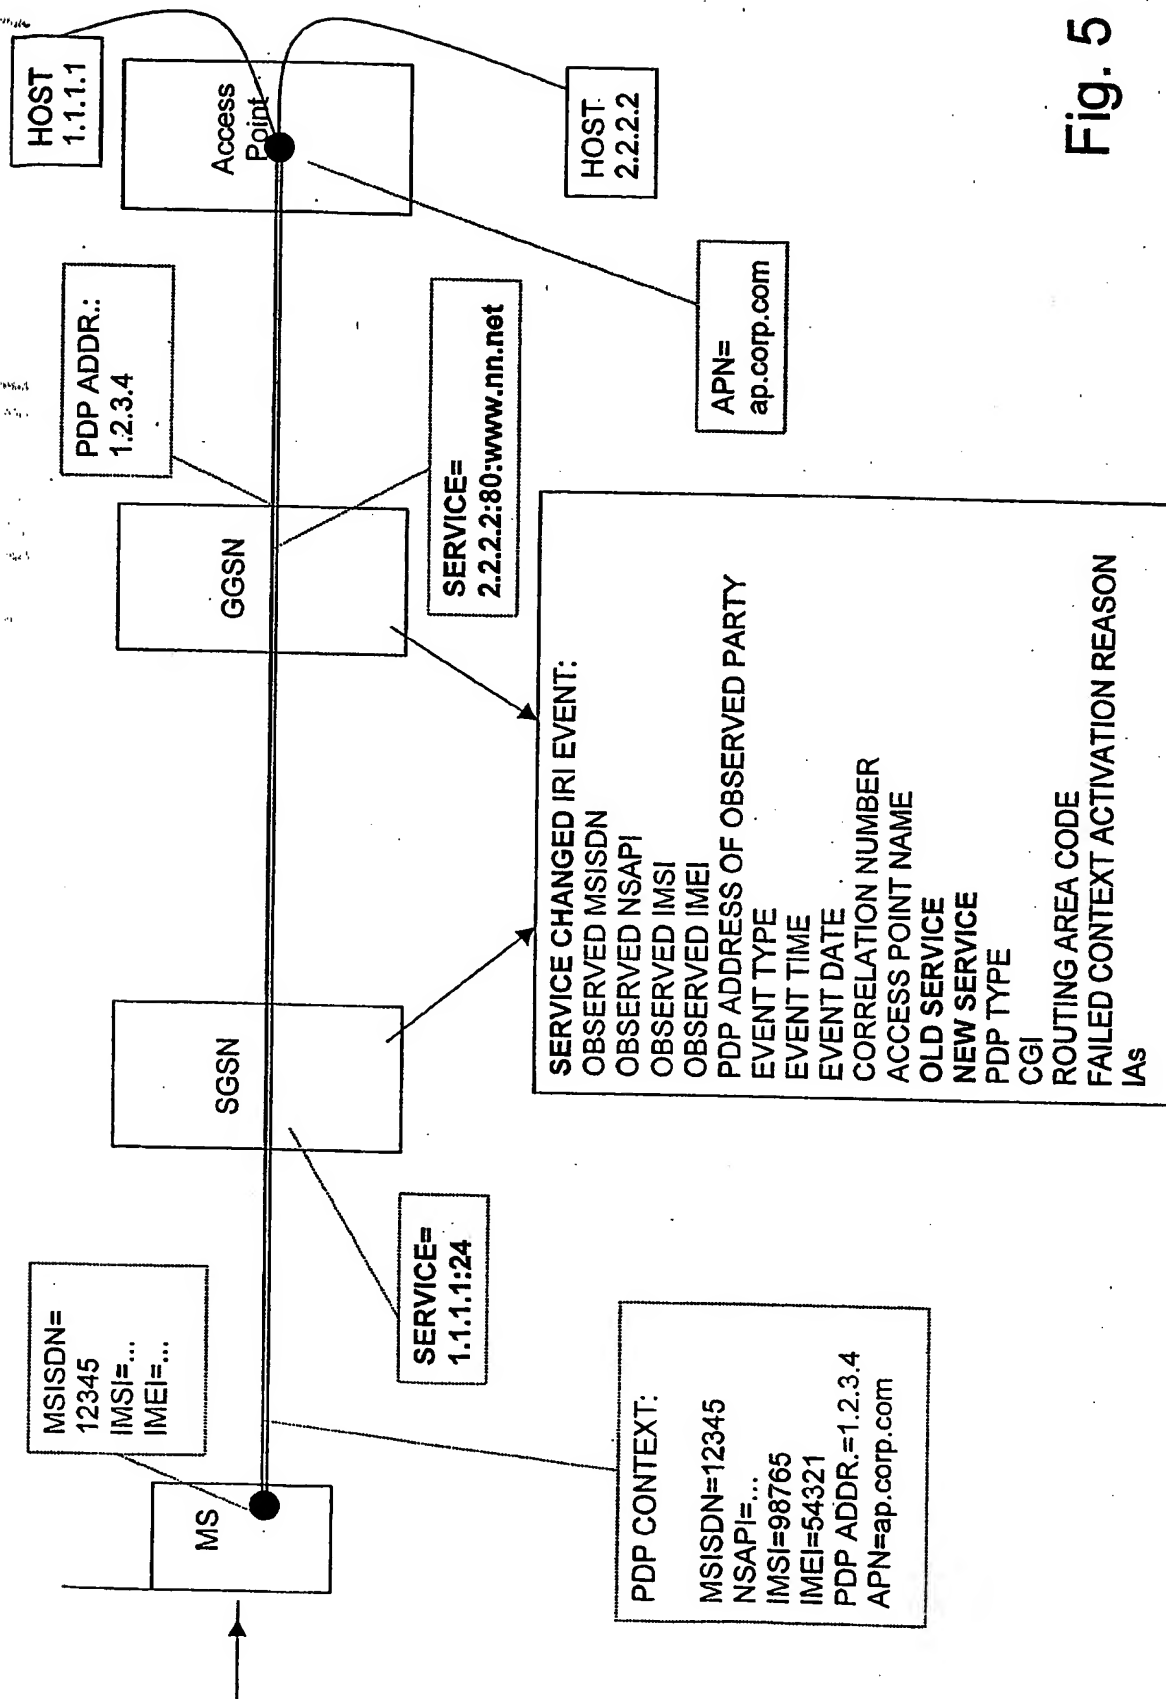 MS
MSISDN=
12345
IMSI=...
IMEI=...
SGSN
GGSN
PDP ADDR.:
1.2.3.4
Access
Point
HOST
1.1.1.1
SERVICE=
1.1.1.1:24
SERVICE=
2.2.2.2:80:www.nn.net
HOST
2.2.2.2
APN=
ap.corp.com
PDP CONTEXT:
MSISDN=12345
NSAPI=...
IMSI=98765
IMEI=54321
PDP ADDR.=1.2.3.4
APN=ap.corp.com
SERVICE CHANGED IRI EVENT:
OBSERVED MSISDN
OBSERVED NSAPI
OBSERVED IMSI
OBSERVED IMEI
PDP ADDRESS OF OBSERVED PARTY
EVENT TYPE
EVENT TIME
EVENT DATE
CORRELATION NUMBER
ACCESS POINT NAME
OLD SERVICE
NEW SERVICE
PDP TYPE
CGI
ROUTING AREA CODE
FAILED CONTEXT ACTIVATION REASON
IAs
Fig. 5